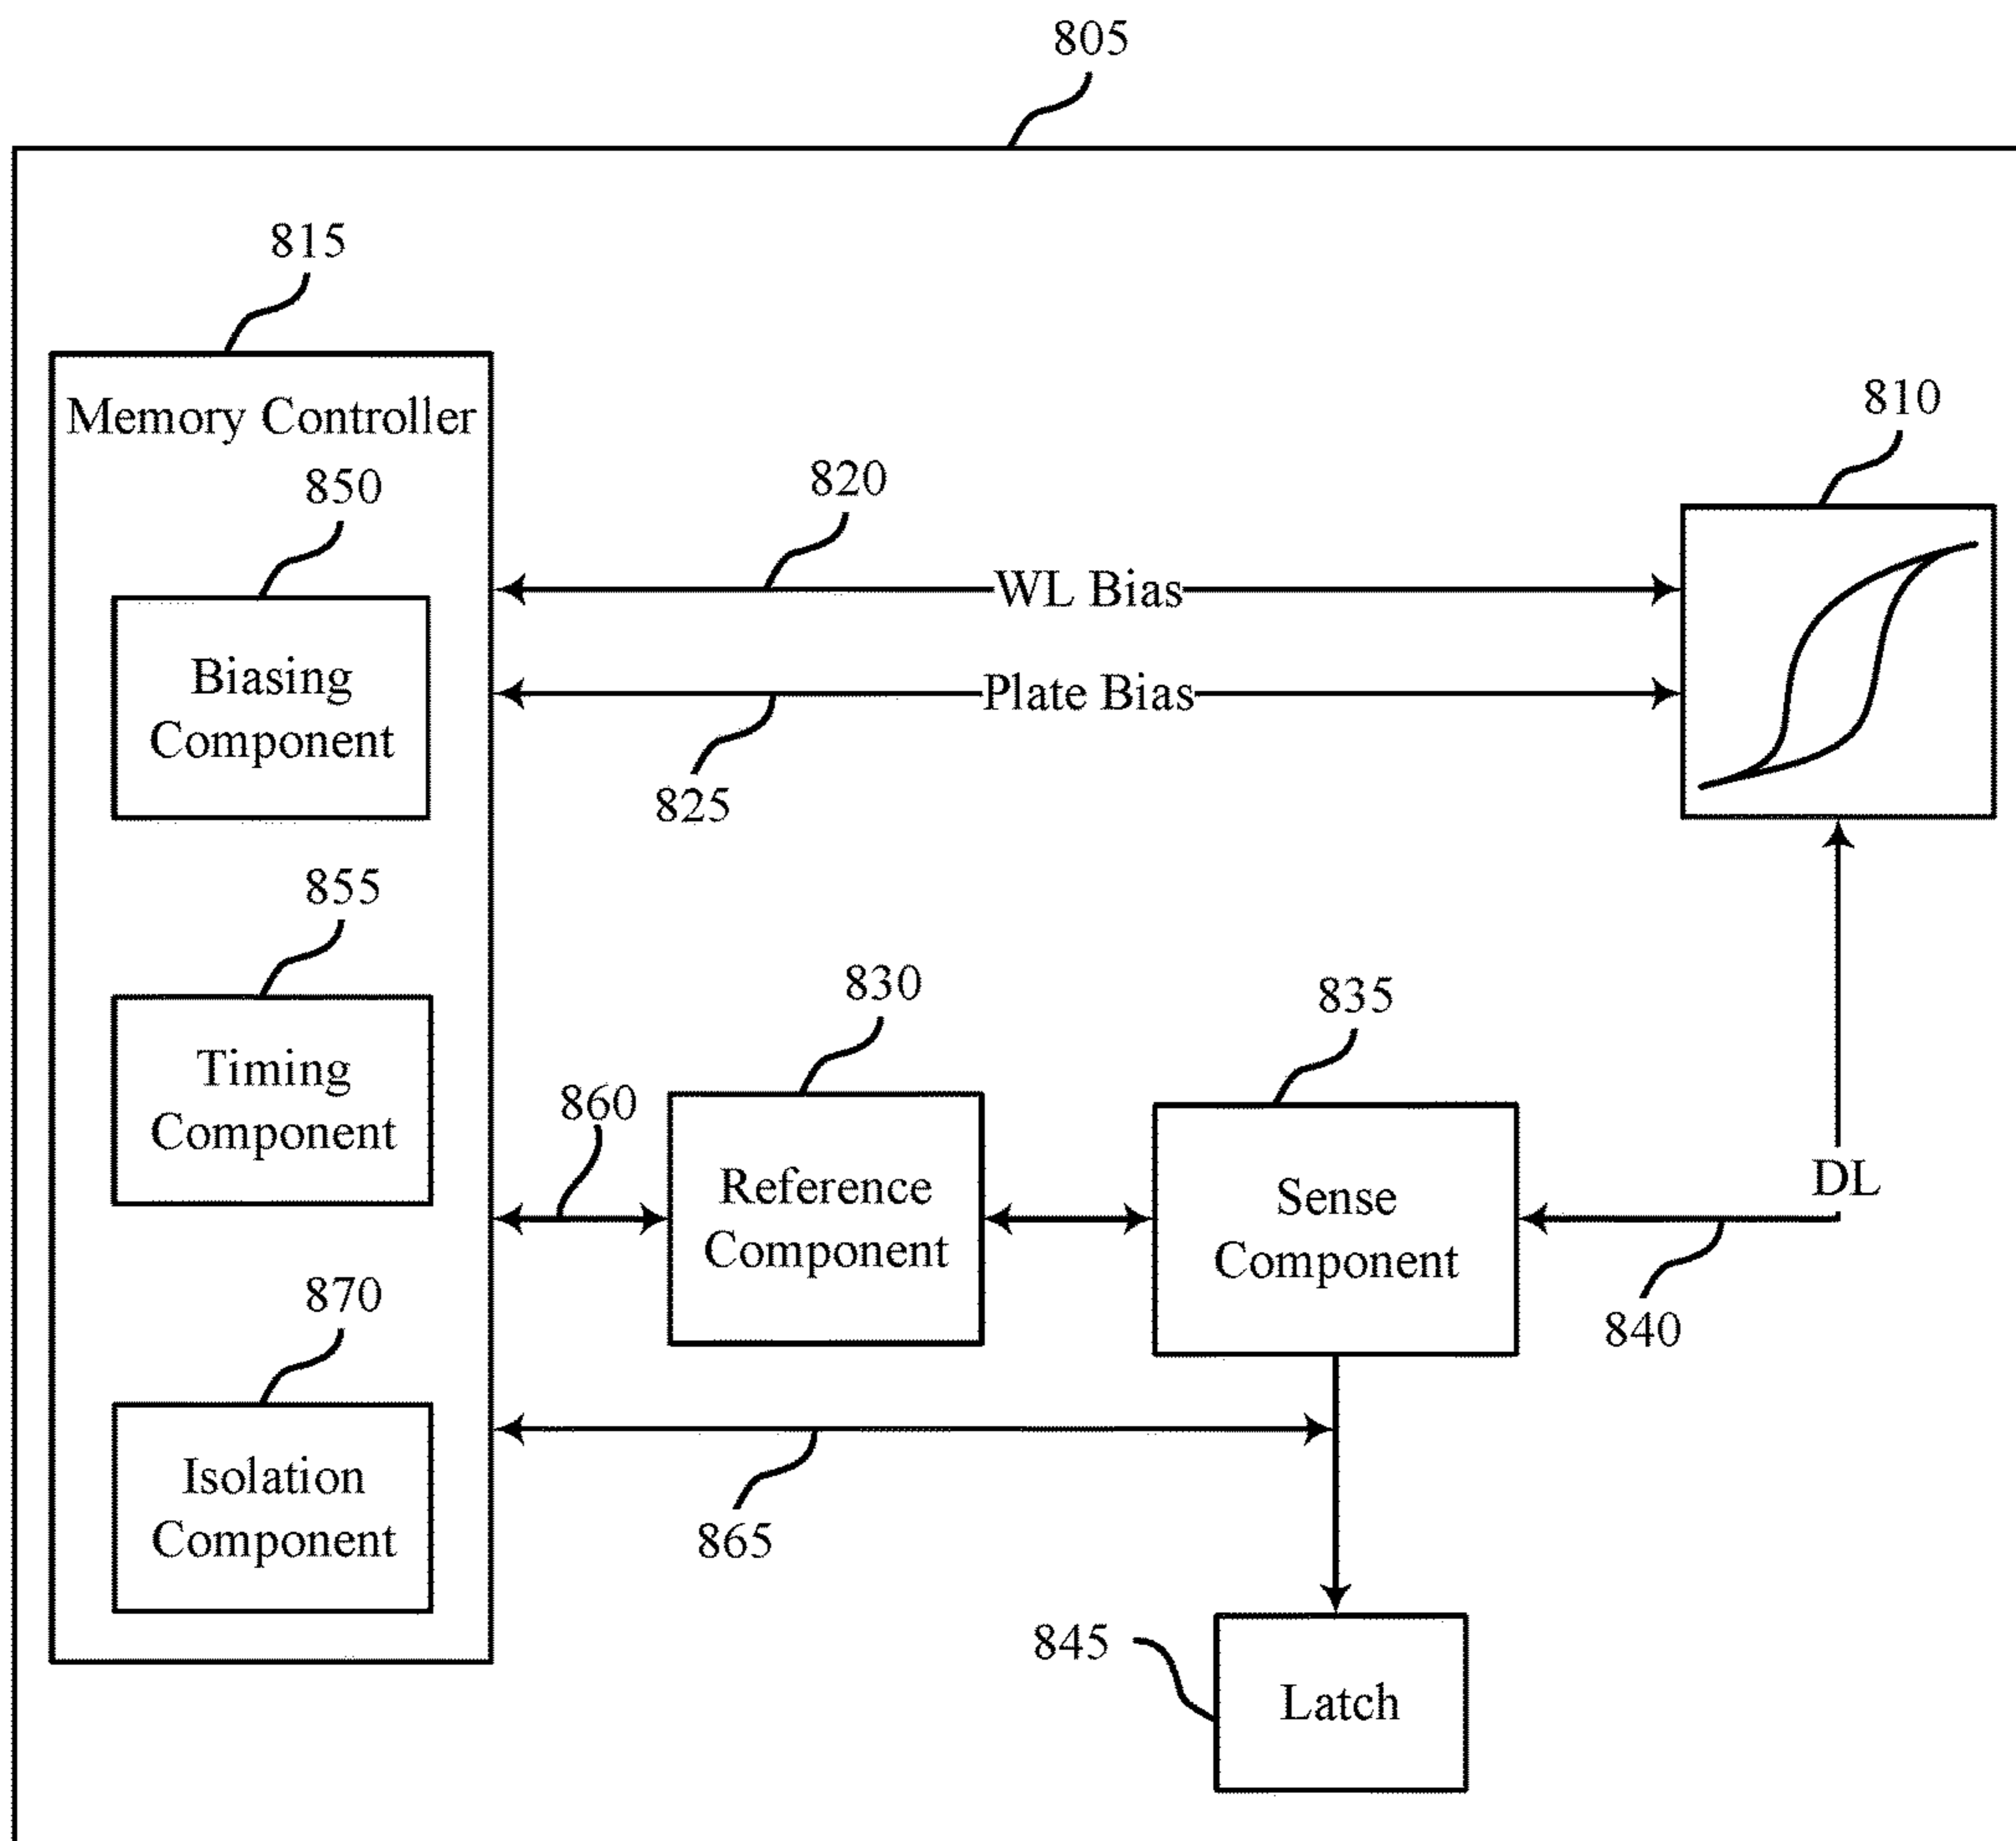 805
815
Memory Controller
810
850
820
WL Bias
Biasing
Component
Plate Bias
825
855
830
835
Timing
Component
860
Reference
Component
Sense
Component
DL
840
870
Isolation
Component
865
845
Latch